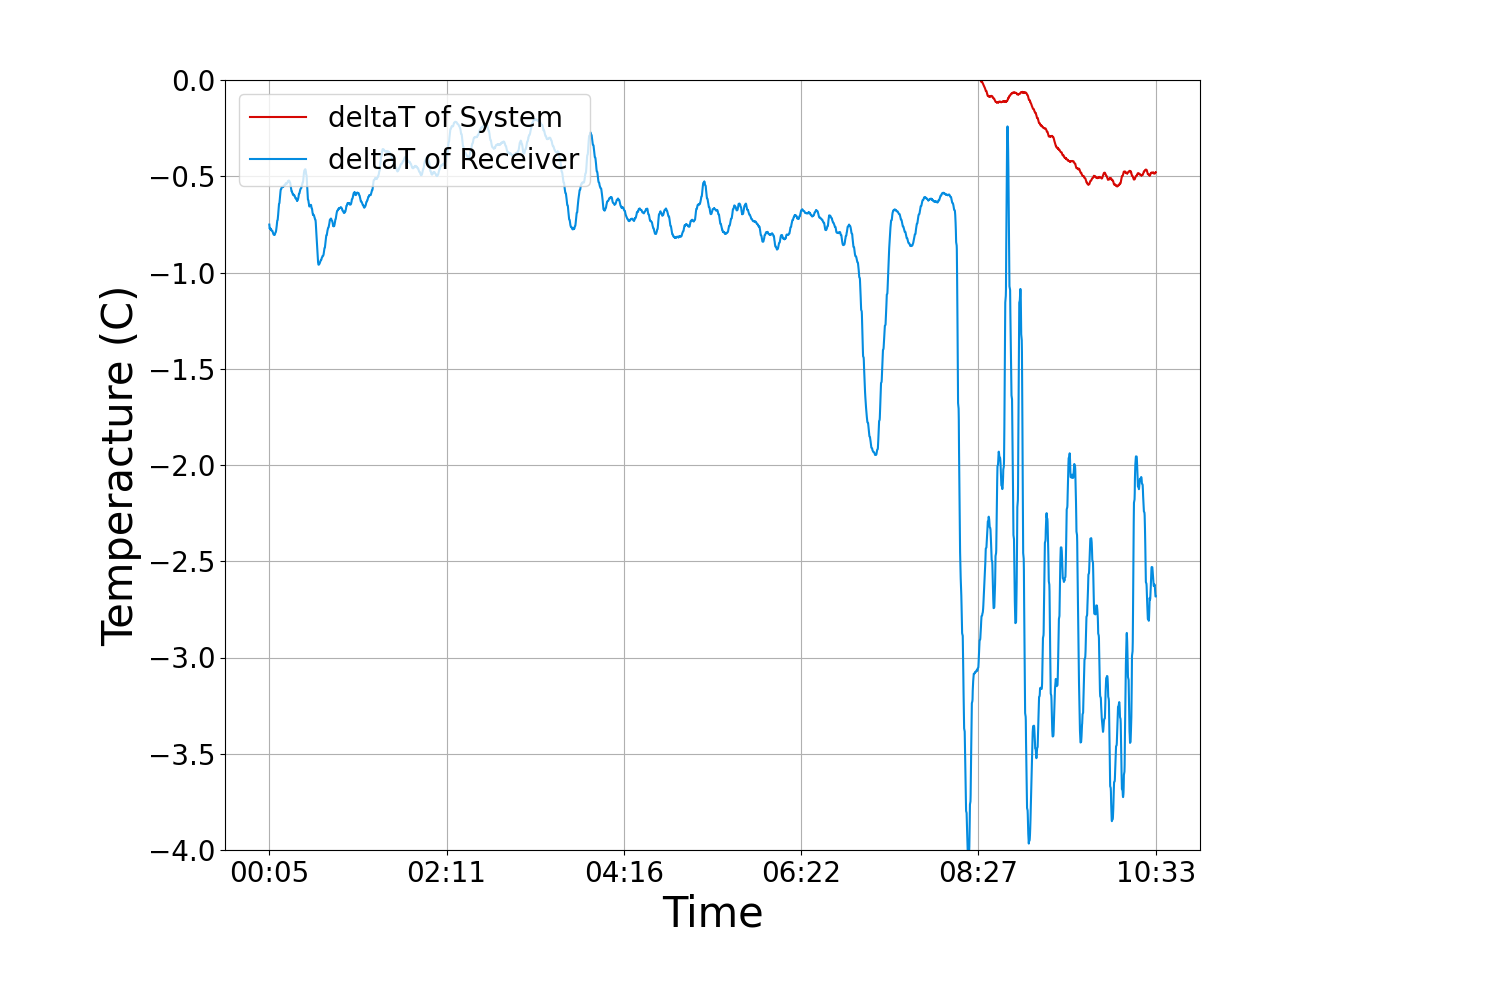 0.0
−0.5
−1.0
−1.5
−2.0
−2.5
−3.0
−3.5
−4.0
Temperacture (C)
deltaT of System
deltaT of Receiver
00:05 02:11 04:16 06:22 08:27 10:33
Time